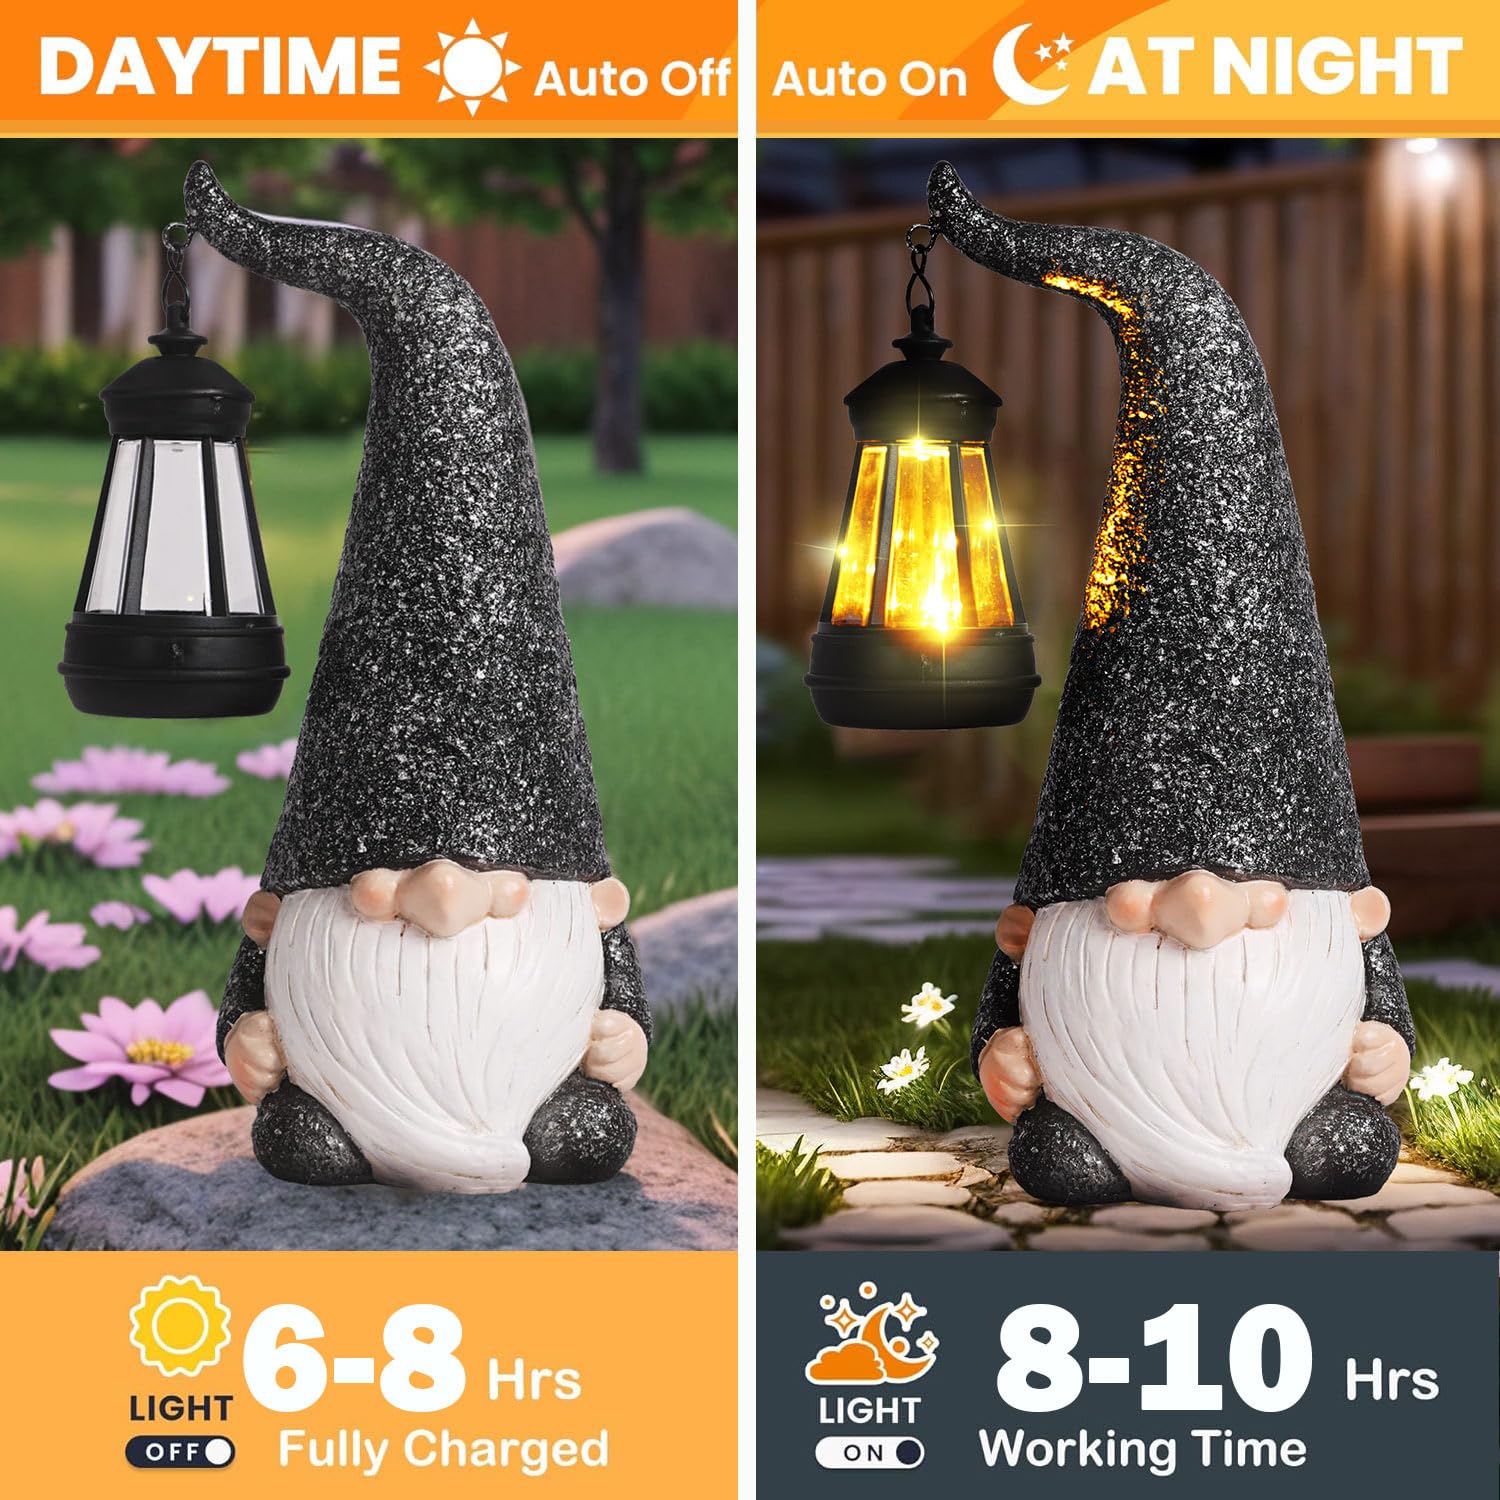 DAYTIME Auto Off
Auto On AT NIGHT
6-8 Hrs
LIGHT
OFF
Fully Charged
8-10 Hrs
LIGHT
ON
Working Time